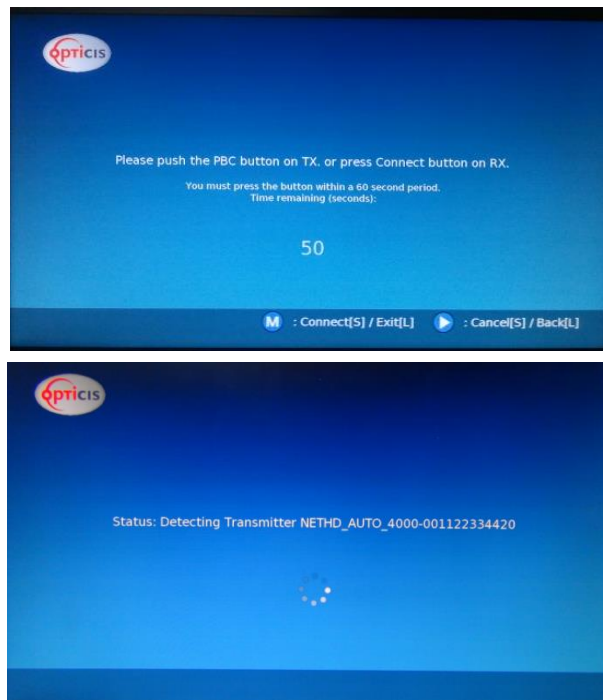 OPTICIS
Please push the PBC button on TX. or press Connect button on RX.
You must press the button within a 60 second period.
Time remaining (seconds):
50
M : Connect[S] / Exit[L] : Cancel[S] / Back[L]
OPTICIS
Status: Detecting Transmitter NETHD_AUTO_4000-001122334420